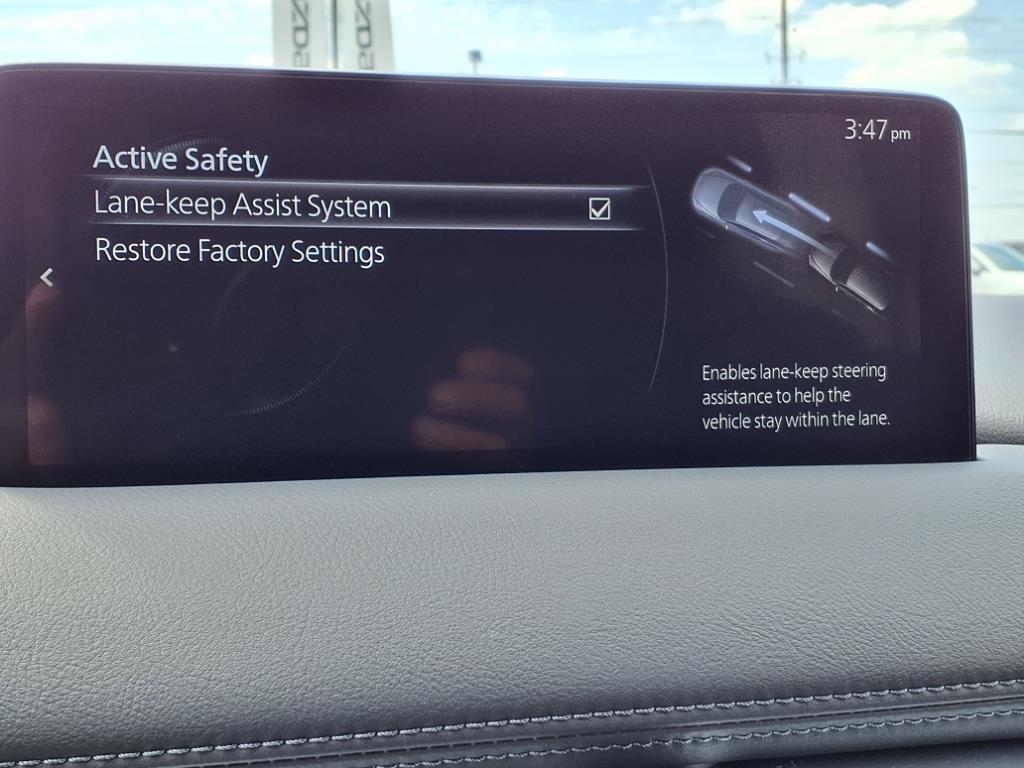 3:47 pm
Active Safety
Lane-keep Assist System
Restore Factory Settings
Enables lane-keep steering
assistance to help the
vehicle stay within the lane.